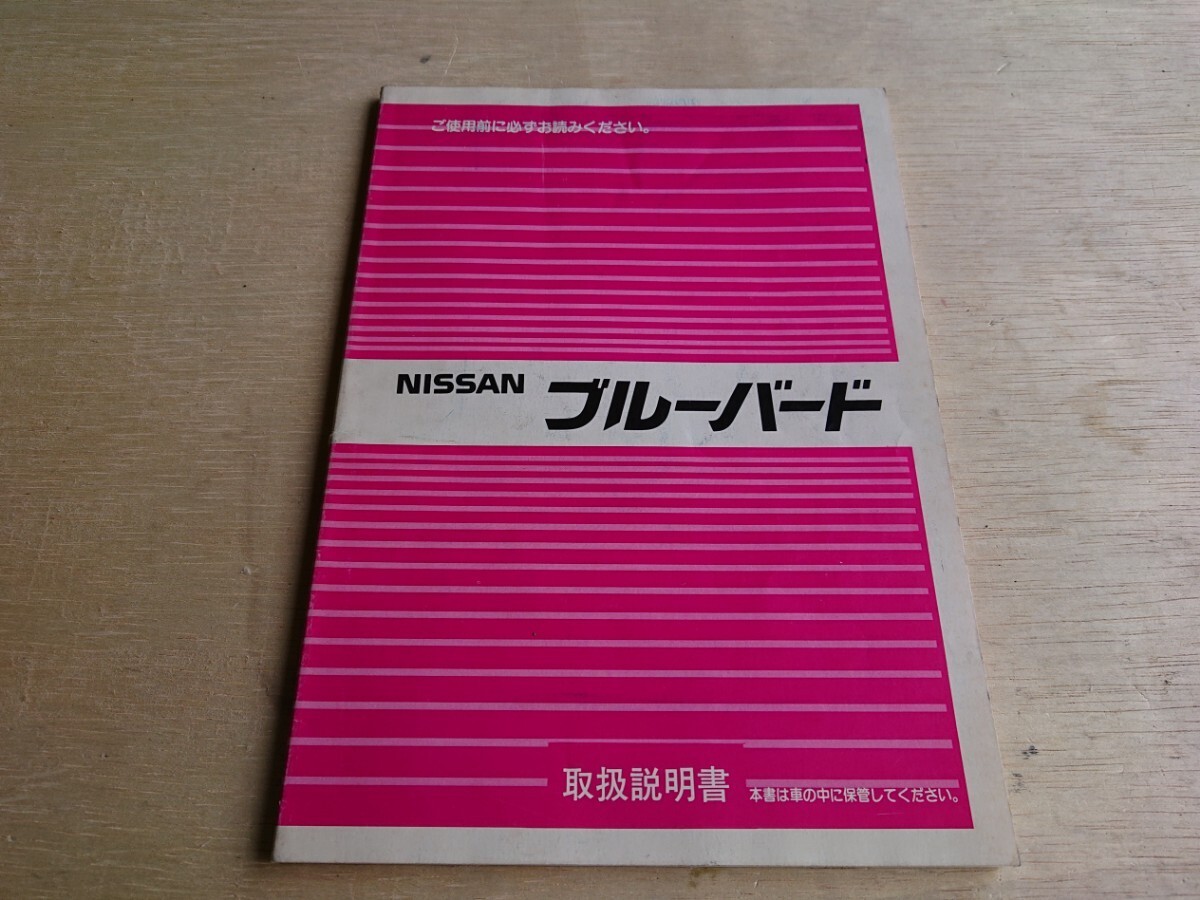 ご使用前に必ずお読みください。
NISSAN ブルーバード
取扱説明書 本書は車の中に保管してください。